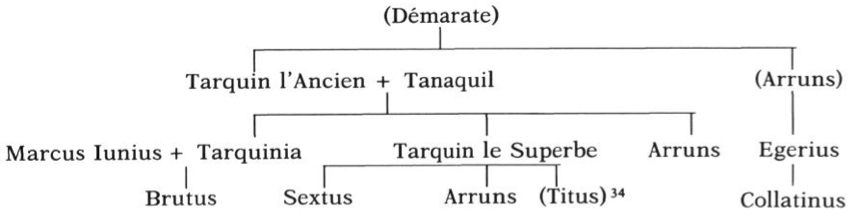 (Démarate)
Tarquin l'Ancien + Tanaquil (Arruns)
Marcus Iunius + Tarquinia Tarquin le Superbe Arruns Egerius
Brutus Sextus Arruns (Titus)³⁴ Collatinus